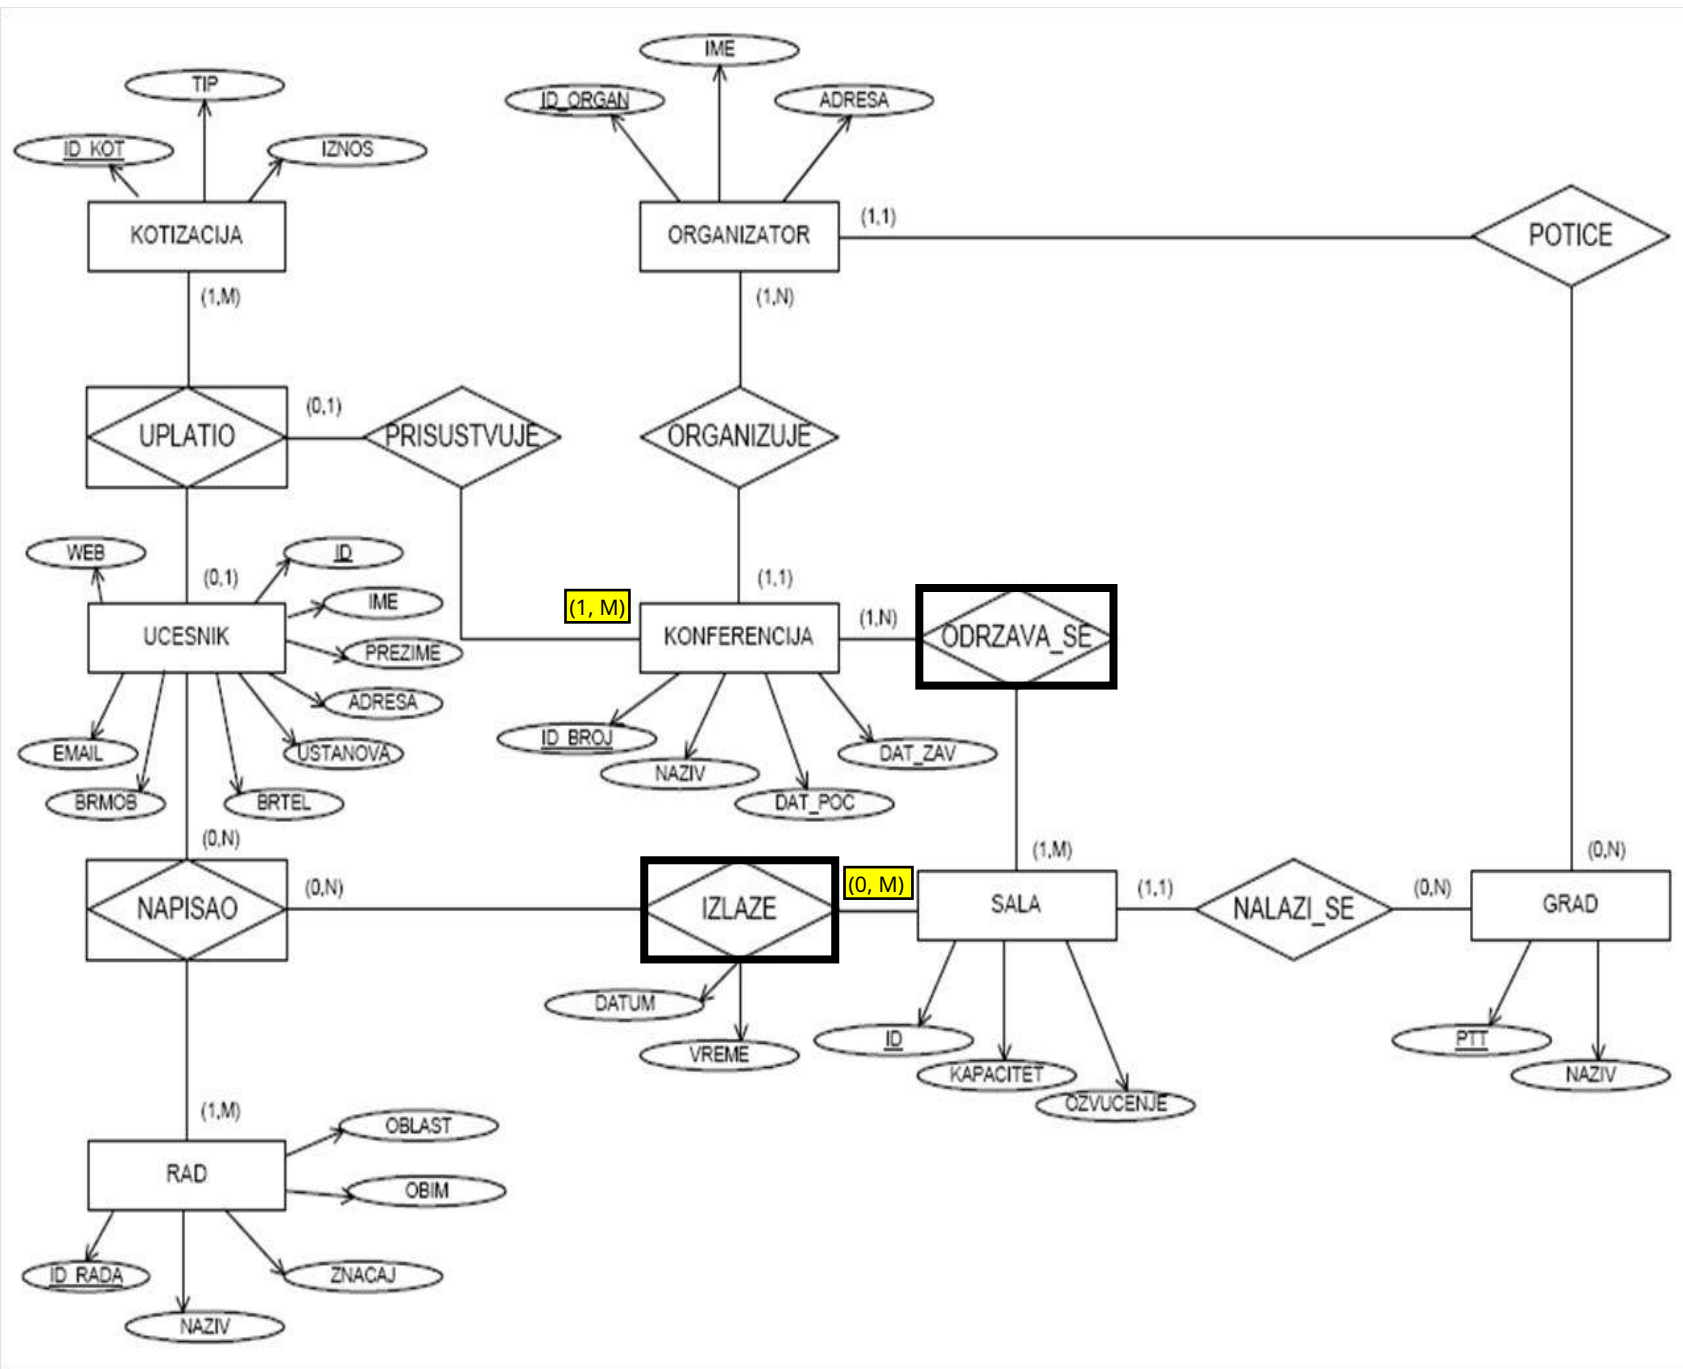 IME
TIP
ID_ORGAN
ADRESA
ID_KOT
IZNOS
KOTIZACIJA
ORGANIZATOR
(1,1)
POTICE
(1,M)
(1,N)
UPLATIO
(0,1)
PRISUSTVUJE
ORGANIZUJE
WEB
ID
(0,1)
IME
(1,1)
(1, M)
UCESNIK
PREZIME
KONFERENCIJA
(1,N)
ODRZAVA_SE
ADRESA
EMAIL
USTANOVA
ID_BROJ
NAZIV
DAT_ZAV
BRMOB
BRTEL
DAT_POC
(0,N)
(1,M)
(0,N)
NAPISAO
(0,N)
IZLAZE
(0, M)
SALA
(1,1)
NALAZI_SE
(0,N)
GRAD
DATUM
VREME
ID
KAPACITET
OZVUCENJE
PTT
NAZIV
(1,M)
OBLAST
RAD
OBIM
ID_RADA
ZNACAJ
NAZIV